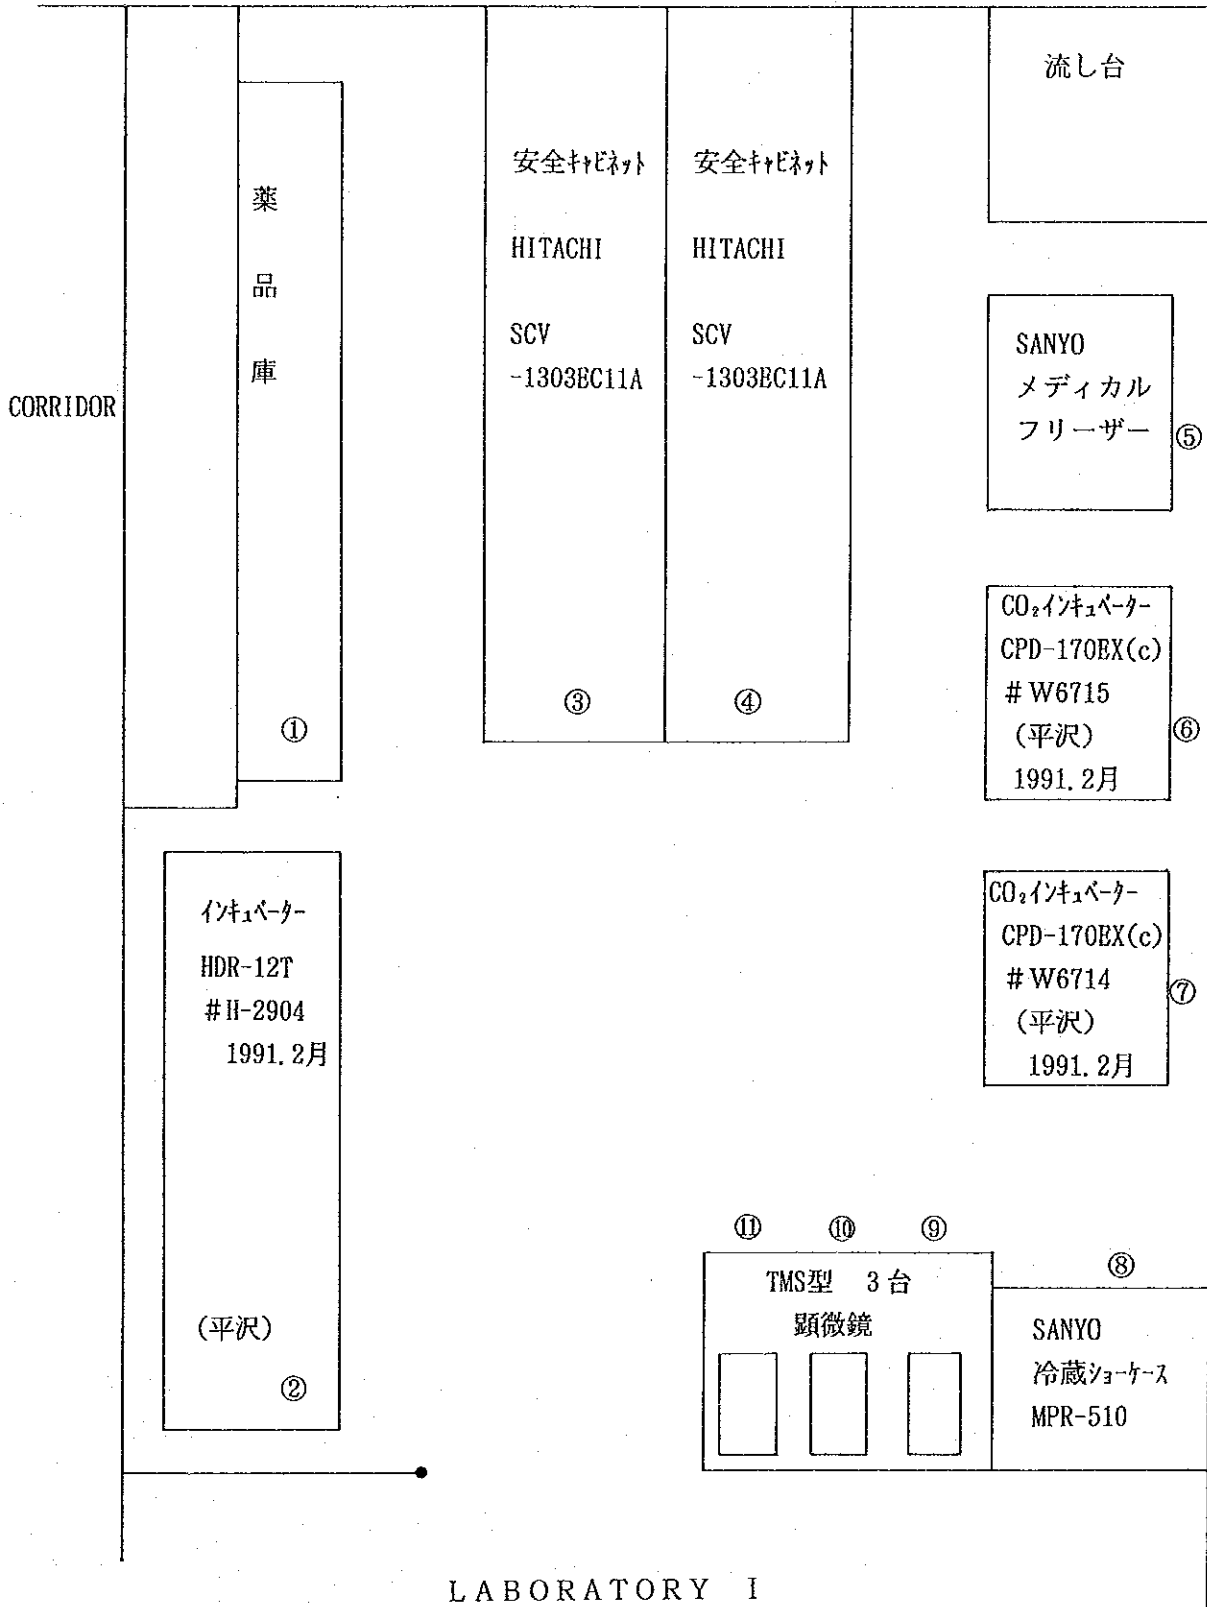 流し台
安全キャビネット
HITACHI
SCV
-1303EC11A
③
安全キャビネット
HITACHI
SCV
-1303EC11A
④
薬
品
庫
①
CORRIDOR
SANYO
メディカル
フリーザー
⑤
CO₂インキュベーター
CPD-170EX(c)
#W6715
(平沢)
1991.2月
⑥
CO₂インキュベーター
CPD-170EX(c)
#W6714
(平沢)
1991.2月
⑦
インキュベーター
HDR-12T
#H-2904
1991.2月
(平沢)
②
⑪ ⑩ ⑨
TMS型 3台
顕微鏡
⑧
SANYO
冷蔵ショーケース
MPR-510
LABORATORY I